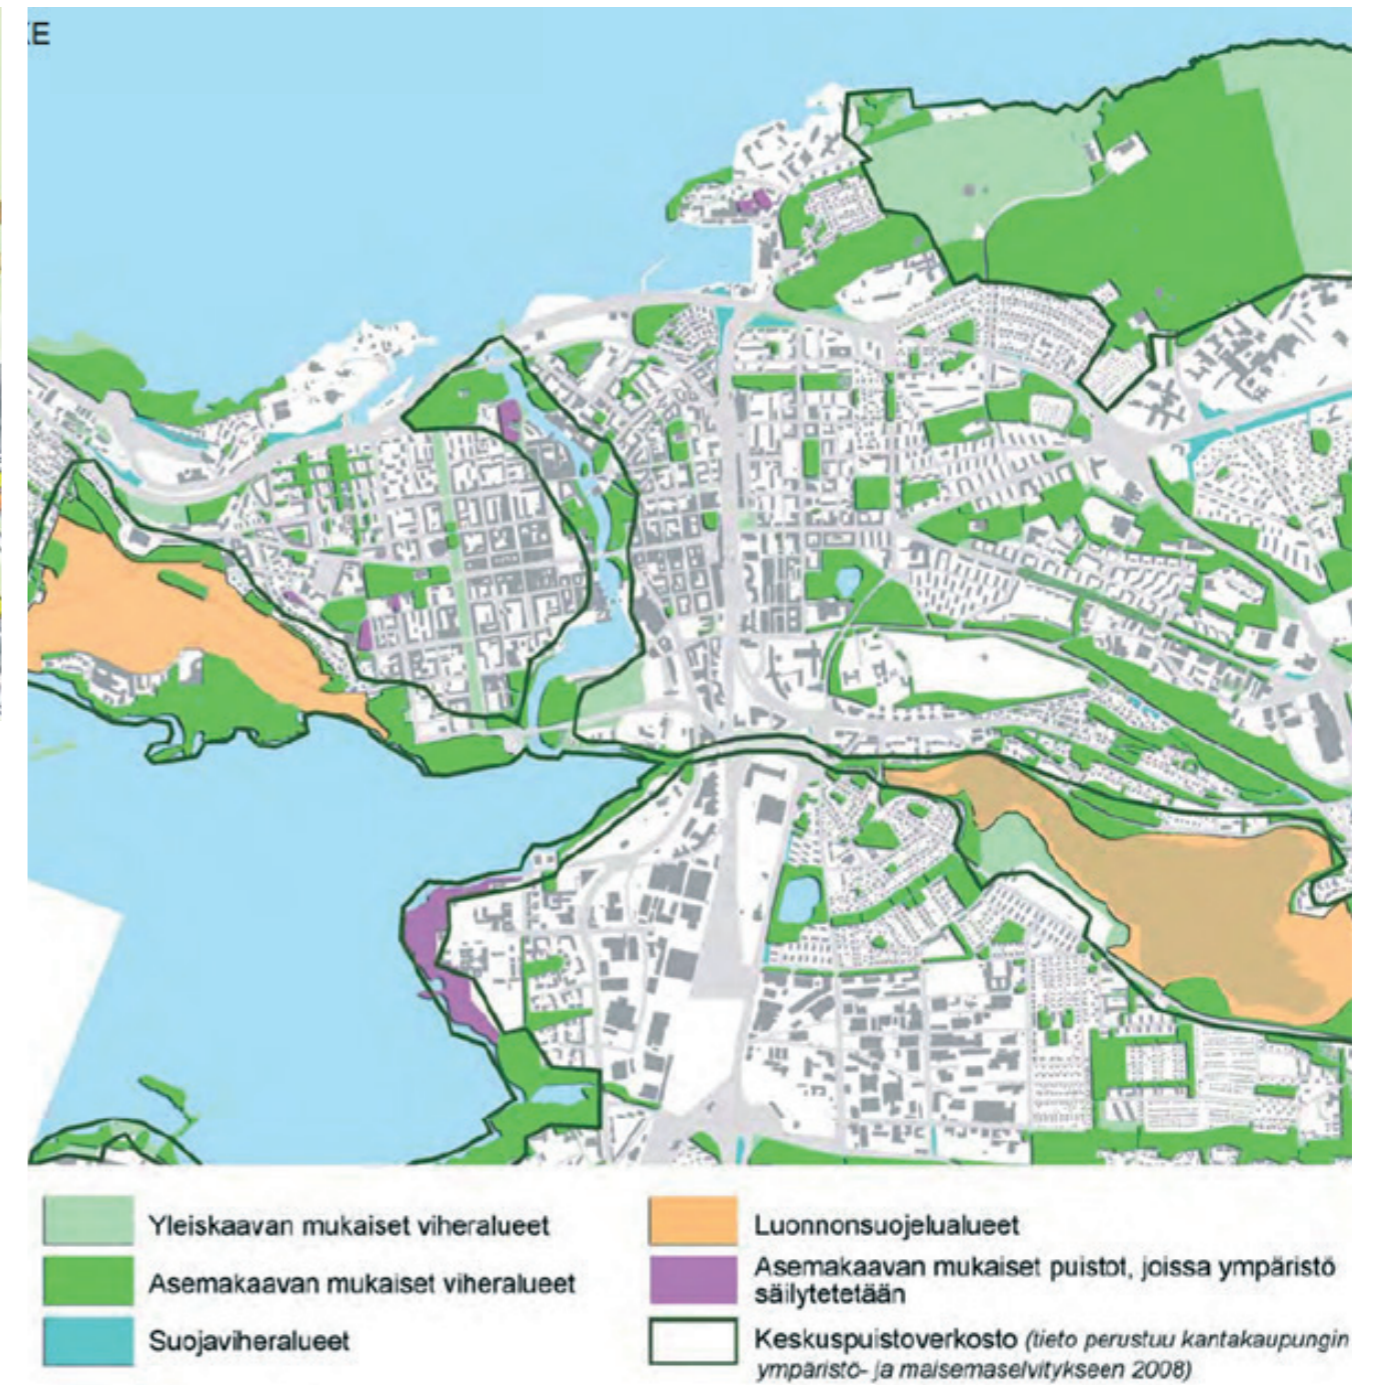 KE
Yleiskaavan mukaiset viheralueet
Asemakaavan mukaiset viheralueet
Suojaviheralueet
Luonnonsuojelualueet
Asemakaavan mukaiset puistot, joissa ympäristö
säilytetetään
Keskuspuistoverkosto (tieto perustuu kantakaupungin
ympäristö- ja maisemaselvitykseen 2008)